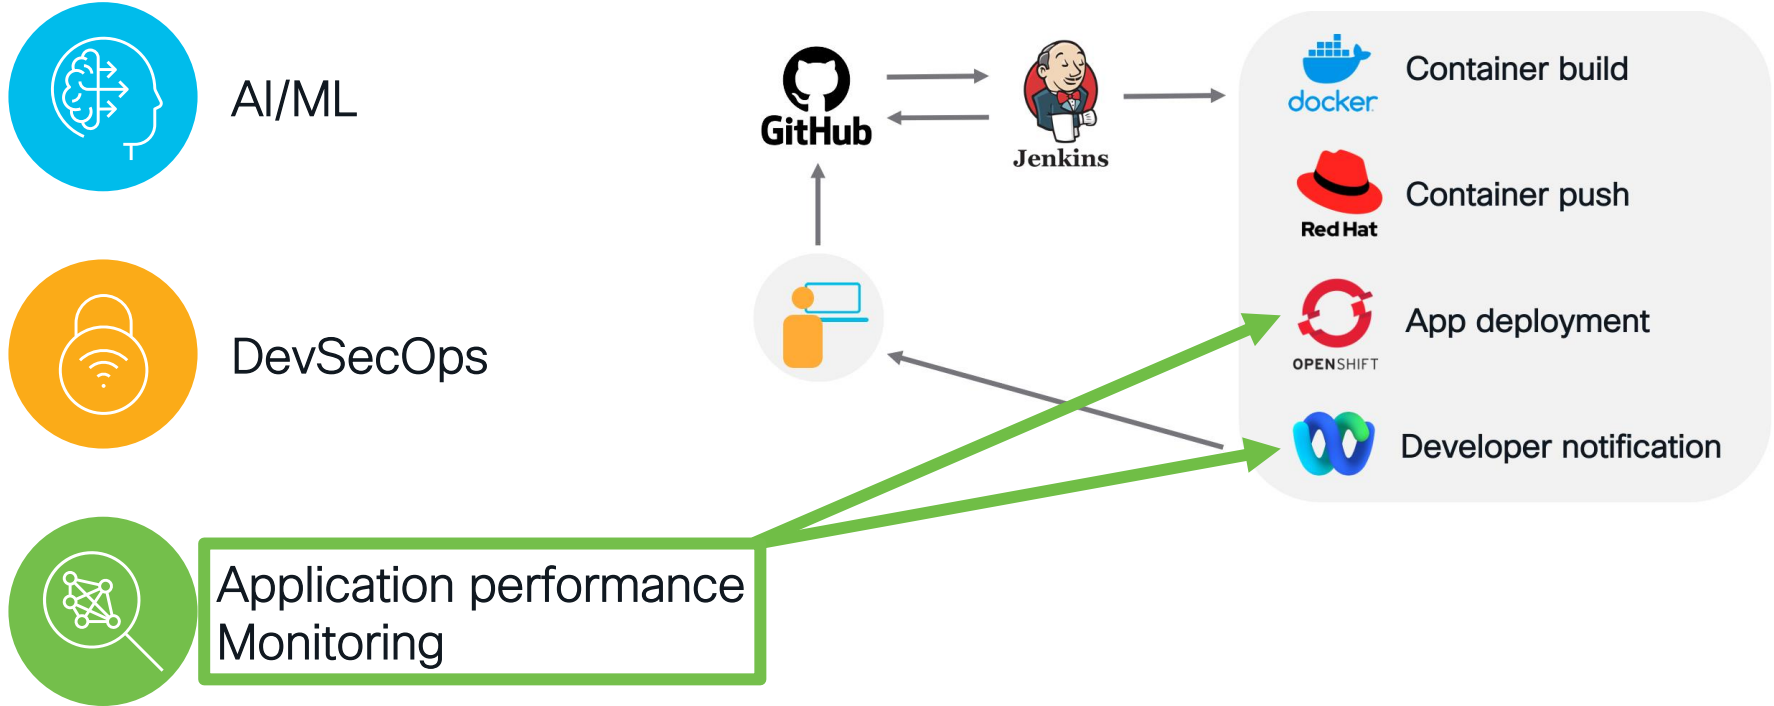 AI/ML
DevSecOps
Application performance
Monitoring
GitHub
Jenkins
docker
Container build
Red Hat
Container push
OPENSHIFT
App deployment
Developer notification